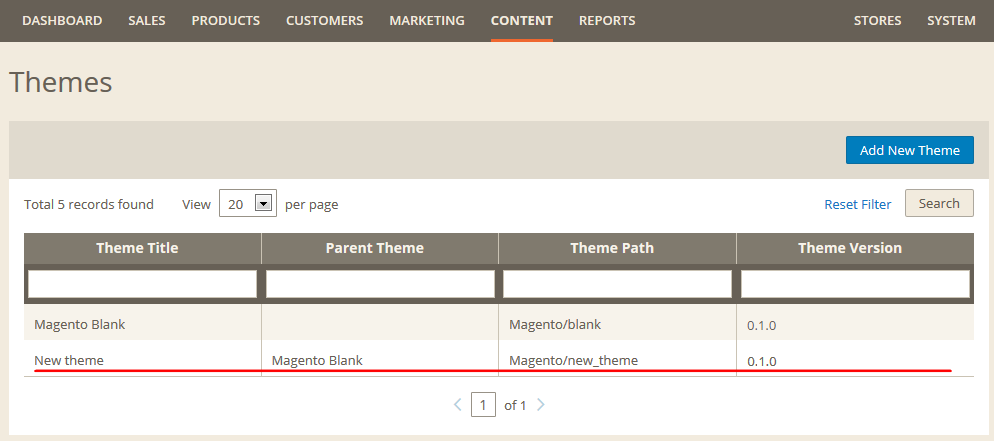 DASHBOARD SALES PRODUCTS CUSTOMERS MARKETING CONTENT REPORTS STORES SYSTEM
Themes
Add New Theme
Total 5 records found View 20 per page Reset Filter Search
Theme Title Parent Theme Theme Path Theme Version
Magento Blank Magento/blank 0.1.0
New theme Magento Blank Magento/new_theme 0.1.0
1 of 1